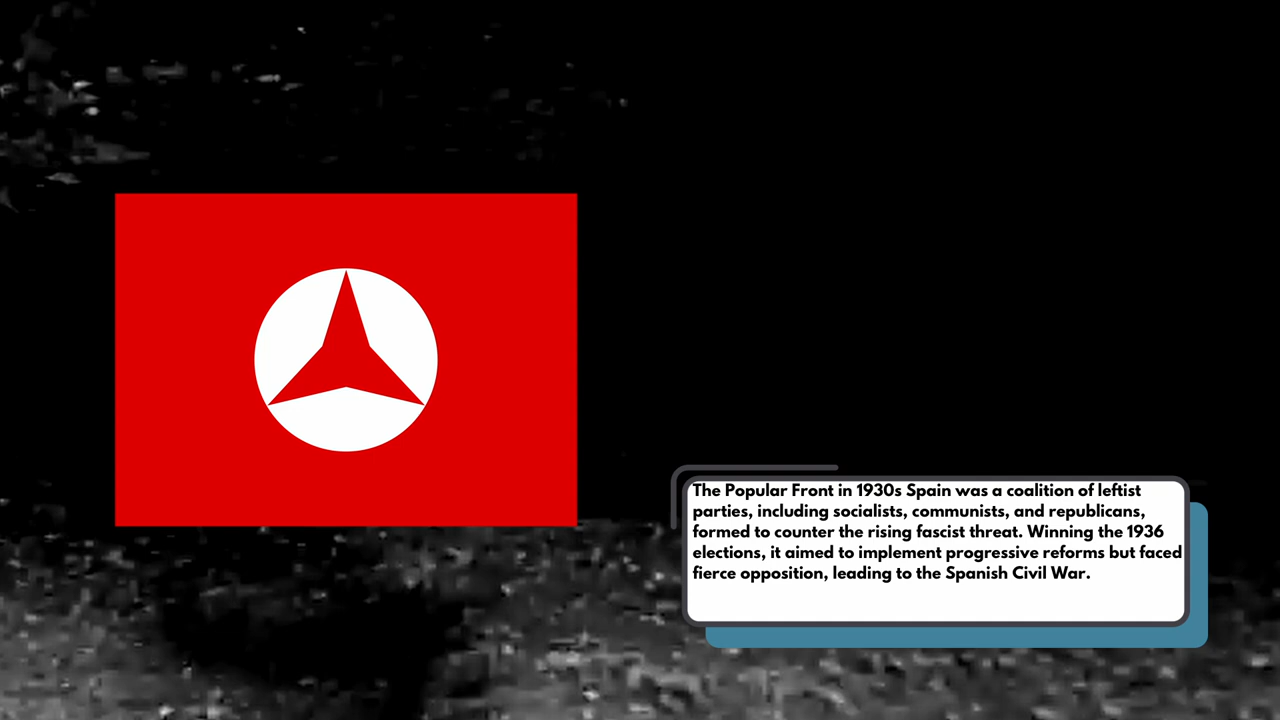 The Popular Front in 1930s Spain was a coalition of leftist
parties, including socialists, communists, and republicans,
formed to counter the rising fascist threat. Winning the 1936
elections, it aimed to implement progressive reforms but faced
fierce opposition, leading to the Spanish Civil War.